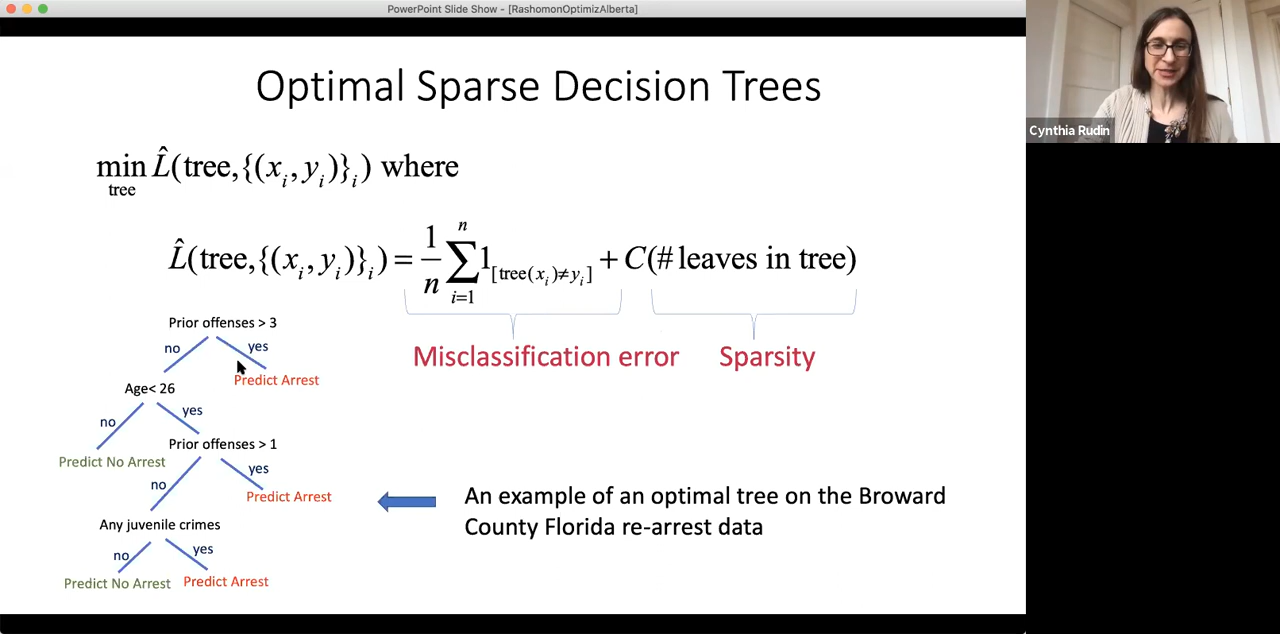 PowerPoint Slide Show - [RashomonOptimizAlberta]
Cynthia Rudin
Optimal Sparse Decision Trees
min L̂(tree,{(xᵢ, yᵢ)}ᵢ) where
tree
L̂(tree,{(xᵢ, yᵢ)}ᵢ) = 1/n ∑ⁿᵢ₌₁ 1[tree(xᵢ)≠yᵢ] + C(# leaves in tree)
Misclassification error Sparsity
Prior offenses > 3
no yes
Predict Arrest
Age< 26
no yes
Predict No Arrest
Prior offenses > 1
no yes
Predict Arrest
Any juvenile crimes
no yes
Predict No Arrest Predict Arrest
An example of an optimal tree on the Broward
County Florida re-arrest data